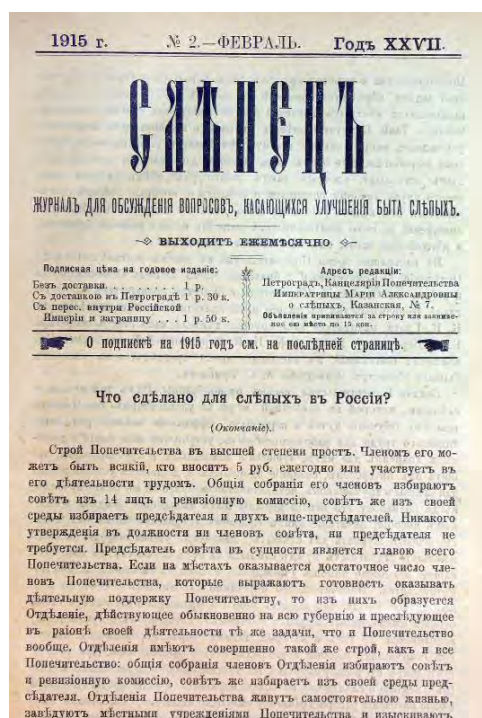 1915 г. № 2.—ФЕВРАЛЬ. Годъ XXVII.
СЛѢПЕЦЪ
ЖУРНАЛЪ ДЛЯ ОБСУЖДЕНІЯ ВОПРОСОВЪ, КАСАЮЩИХСЯ УЛУЧШЕНІЯ БЫТА СЛѢПЫХЪ.
ВЫХОДИТЪ ЕЖЕМѢСЯЧНО
Подписная цѣна на годовое изданіе:
Безъ доставки. . . . . . . 1 р.
Съ доставкою въ Петроградѣ 1 р. 30 к.
Съ перес. внутри Россійской
Имперіи и заграницу . . . 1 р. 50 к.
Адресъ редакціи:
Петроградъ, Канцелярія Попечительства
Императрицы Маріи Александровны
о слѣпыхъ, Казанская, № 7.
Объявленія принимаются за строку или занимае-
мое ею мѣсто по 15 коп.
О подпискѣ на 1915 годъ см. на послѣдней страницѣ.
Что сдѣлано для слѣпыхъ въ Россіи?
(Окончаніе).
Строй Попечительства въ высшей степени простъ. Членомъ его мо-
жетъ быть всякій, кто вноситъ 5 руб. ежегодно или участвуетъ въ
его дѣятельности трудомъ. Общія собранія его членовъ избираютъ
совѣтъ изъ 14 лицъ и ревизіонную комиссію, совѣтъ же изъ своей
среды избираетъ предсѣдателя и двухъ вице-предсѣдателей. Никакого
утвержденія въ должности ни членовъ совѣта, ни предсѣдателя не
требуется. Предсѣдатель совѣта въ сущности является главою всего
Попечительства. Если на мѣстахъ оказывается достаточное число чле-
новъ Попечительства, которые выражаютъ готовность оказывать
дѣятельную поддержку Попечительству, то изъ нихъ образуется
Отдѣленіе, дѣйствующее обыкновенно на всю губернію и преслѣдующее
въ раіонѣ своей дѣятельности тѣ же задачи, что и Попечительство
вообще. Отдѣленія имѣютъ совершенно такой же строй, какъ и все
Попечительство: общія собранія членовъ Отдѣленія избираютъ совѣтъ
и ревизіонную комиссію, совѣтъ же избираетъ изъ своей среды пред-
сѣдателя. Отдѣленія Попечительства живутъ самостоятельною жизнью,
завѣдуютъ мѣстными учрежденіями Попечительства и изыскиваютъ